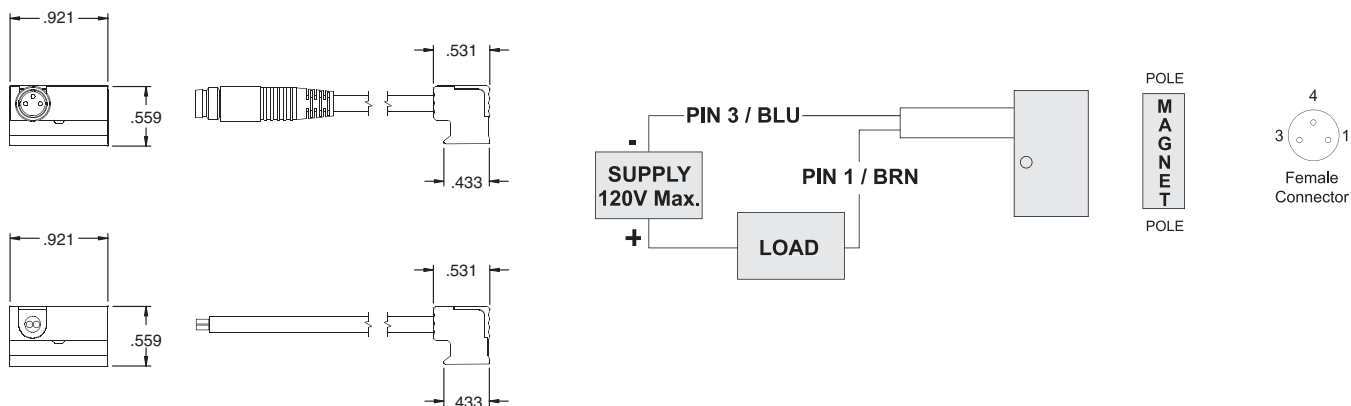 .921
.559
.531
.433
.921
.559
.531
.433
PIN 3 / BLU
-
SUPPLY
120V Max.
+
PIN 1 / BRN
LOAD
POLE
MAGNET
POLE
4
3
1
Female
Connector